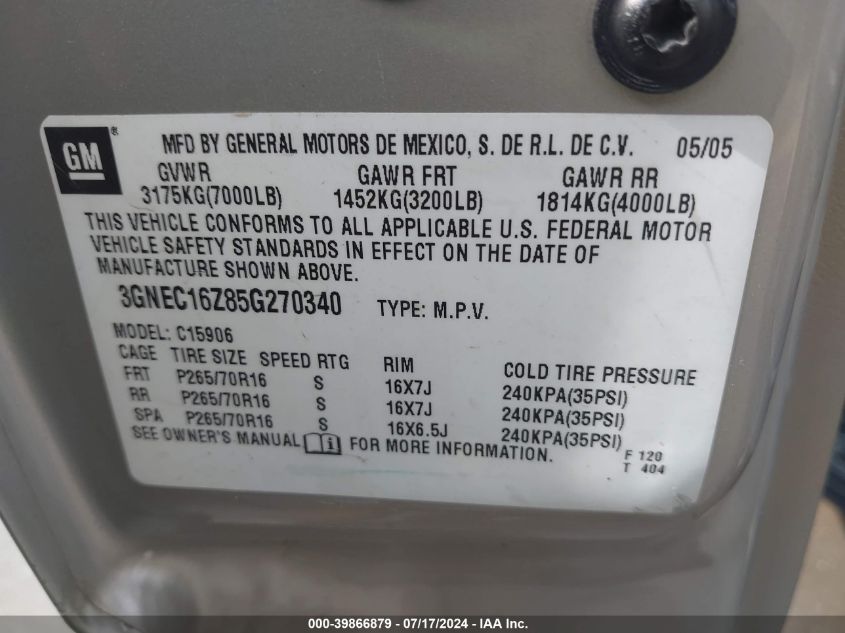 GM ® MFD BY GENERAL MOTORS DE MEXICO, S. DE R.L. DE C.V. 05/05
GVWR GAWR FRT GAWR RR
3175KG(7000LB) 1452KG(3200LB) 1814KG(4000LB)
THIS VEHICLE CONFORMS TO ALL APPLICABLE U.S. FEDERAL MOTOR
VEHICLE SAFETY STANDARDS IN EFFECT ON THE DATE OF
MANUFACTURE SHOWN ABOVE.
3GNEC16Z85G270340 TYPE: M.P.V.
MODEL: C15906
CAGE TIRE SIZE SPEED RTG RIM COLD TIRE PRESSURE
FRT P265/70R16 S 16X7J 240KPA(35PSI)
RR P265/70R16 S 16X7J 240KPA(35PSI)
SPA P265/70R16 S 16X6.5J 240KPA(35PSI)
SEE OWNER'S MANUAL i FOR MORE INFORMATION.
F 120
T 404
000-39866879 - 07/17/2024 - IAA Inc.